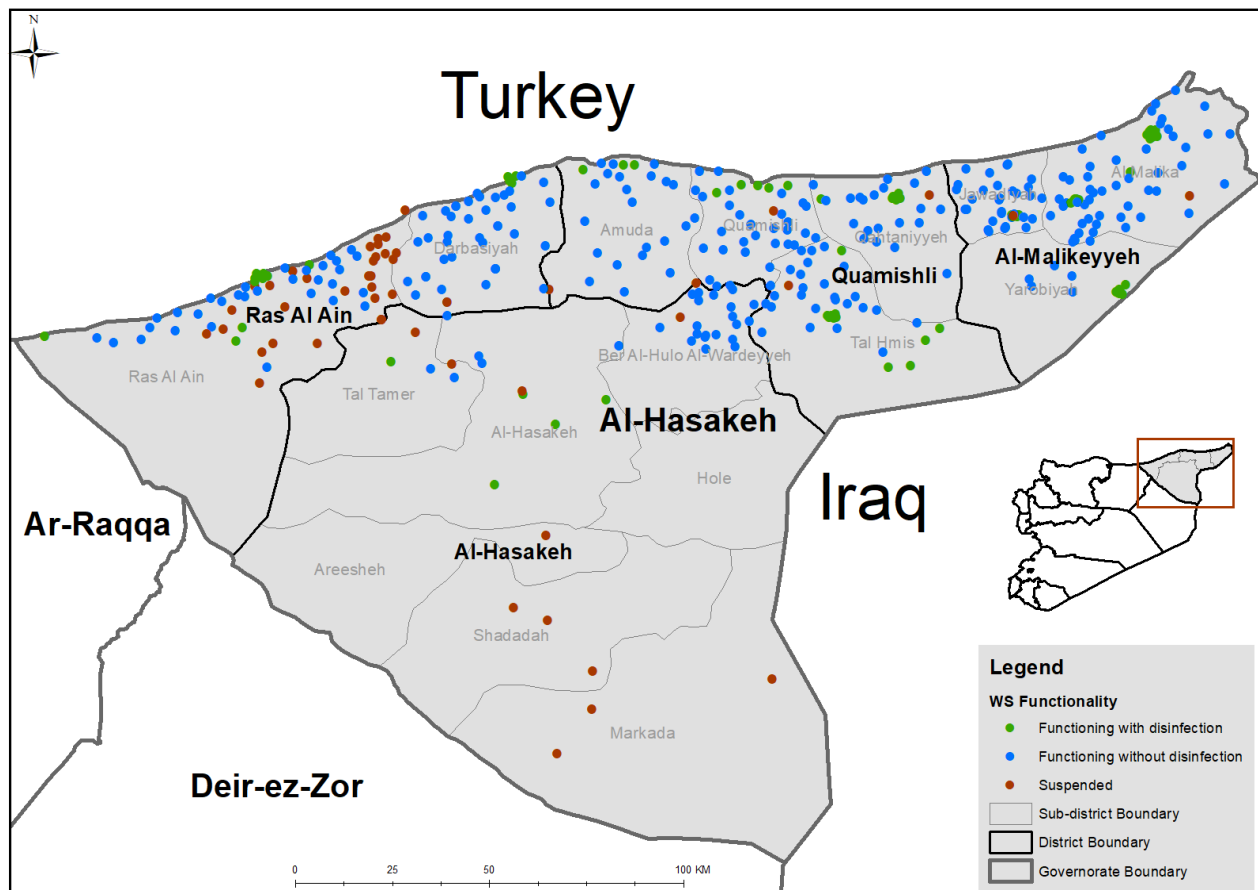 N
Turkey
Jawadiyah
Al-Malika
Darbasiyah
Amuda
Quamishli
Qahtaniyyeh
Al-Malikeyyeh
Quamishli
Yarobiyah
Ras Al Ain
Tal Hmis
Bei Al-Hulo Al-Wardeyyeh
Ras Al Ain
Tal Tamer
Al-Hasakeh
Al-Hasakeh
Hole
Iraq
Ar-Raqqa
Al-Hasakeh
Areesheh
Shadadah
Markada
Deir-ez-Zor
Legend
WS Functionality
Functioning with disinfection
Functioning without disinfection
Suspended
Sub-district Boundary
District Boundary
Governorate Boundary
0 25 50 100 KM